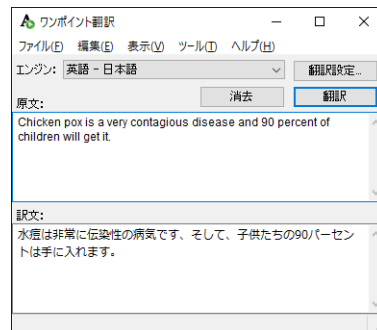 ワンポイント翻訳
ファイル(F) 編集(E) 表示(V) ツール(T) ヘルプ(H)
エンジン: 英語 - 日本語 翻訳設定...
原文: 消去 翻訳
Chicken pox is a very contagious disease and 90 percent of
children will get it.
訳文:
水痘は非常に伝染性の病気です、そして、子供たちの90パーセン
トは手に入れます。